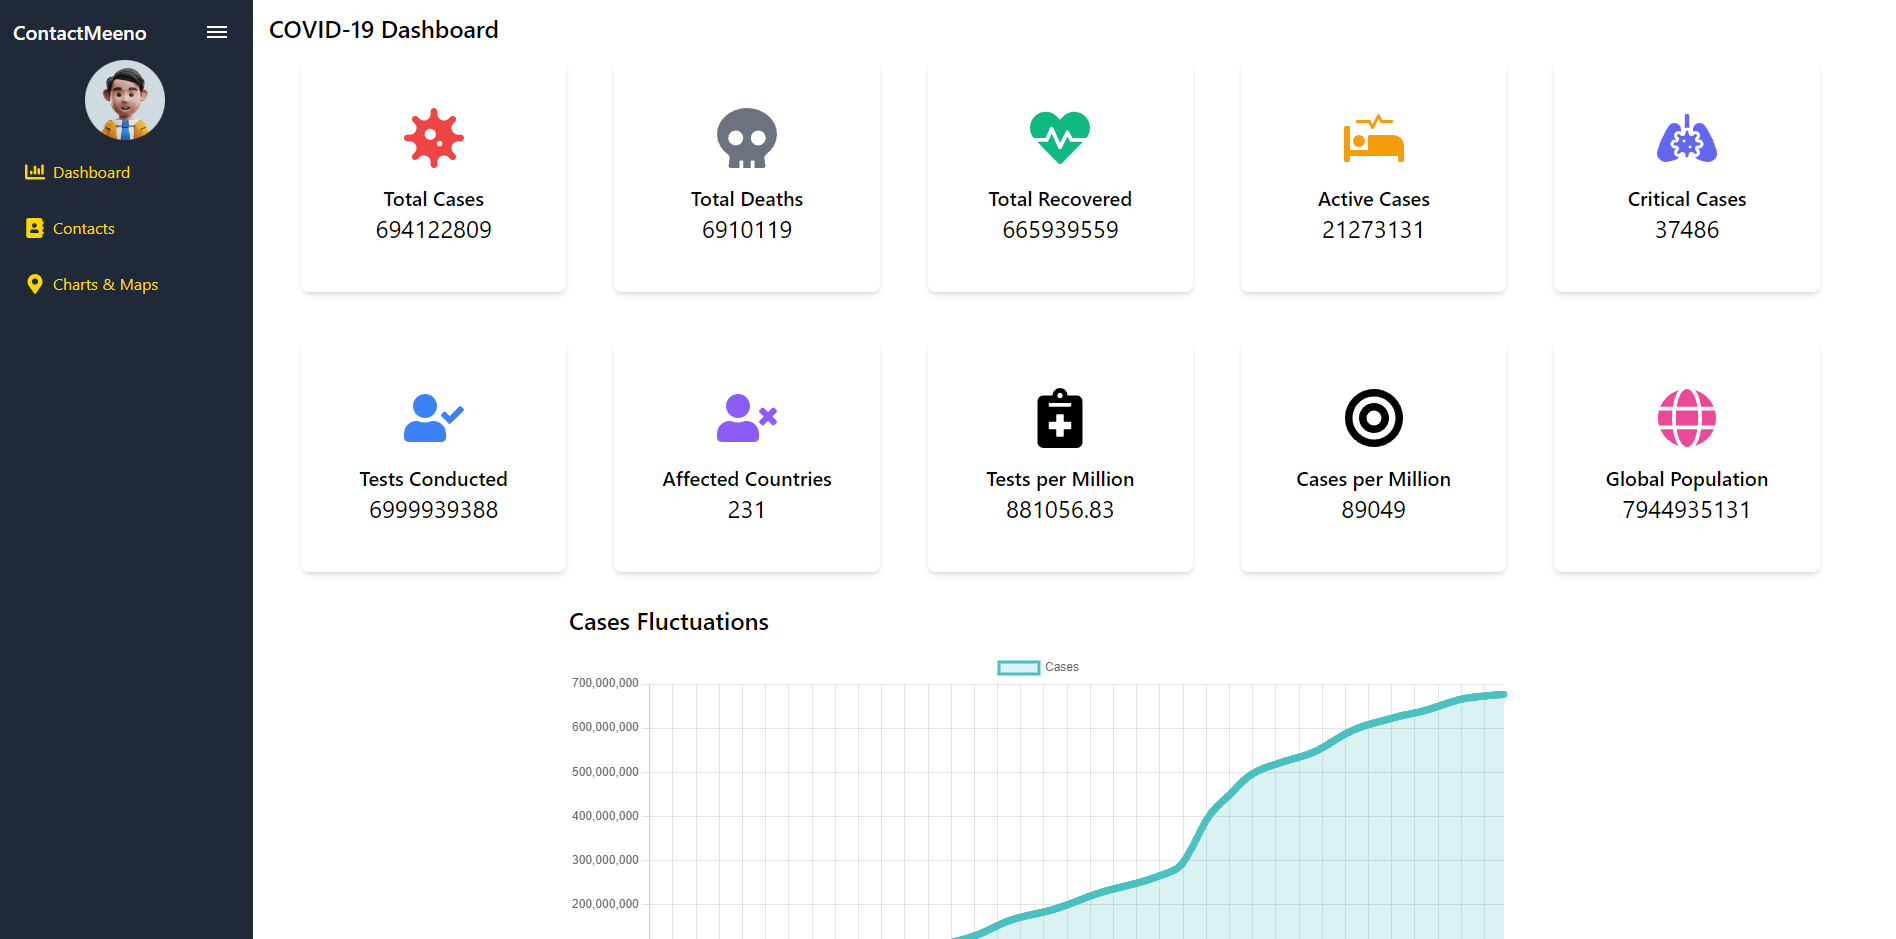 ContactMeeno
Dashboard
Contacts
Charts & Maps
COVID-19 Dashboard
Total Cases
694122809
Total Deaths
6910119
Total Recovered
665939559
Active Cases
21273131
Critical Cases
37486
Tests Conducted
6999939388
Affected Countries
231
Tests per Million
881056.83
Cases per Million
89049
Global Population
7944935131
Cases Fluctuations
Cases
700,000,000
600,000,000
500,000,000
400,000,000
300,000,000
200,000,000